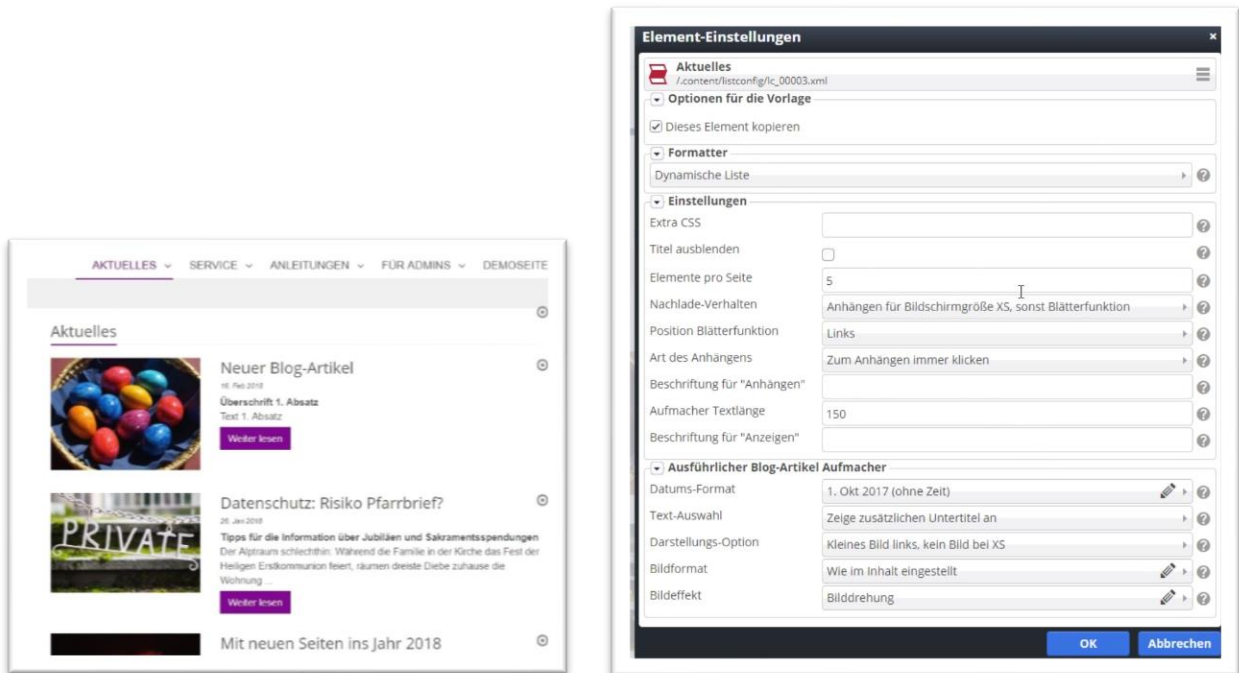 AKTUELLES SERVICE ANLEITUNGEN FÜR ADMINS DEMOSEITE
Aktuelles
Neuer Blog-Artikel
16. Feb 2018
Überschrift 1. Absatz
Text 1. Absatz
Weiter lesen
PRIVATE
Datenschutz: Risiko Pfarrbrief?
26. Jan 2018
Tipps für die Information über Jubiläen und Sakramentsspendungen
Der Alptraum schlechthin: Während die Familie in der Kirche das Fest der
Heiligen Erstkommunion feiert, räumen dreiste Diebe zuhause die
Wohnung ...
Weiter lesen
Mit neuen Seiten ins Jahr 2018
Element-Einstellungen
Aktuelles
/.content/listconfig/lc_00003.xml
Optionen für die Vorlage
Dieses Element kopieren
Formatter
Dynamische Liste
Einstellungen
Extra CSS
Titel ausblenden
Elemente pro Seite 5
Nachlade-Verhalten Anhängen für Bildschirmgröße XS, sonst Blätterfunktion
Position Blätterfunktion Links
Art des Anhängens Zum Anhängen immer klicken
Beschriftung für "Anhängen"
Aufmacher Textlänge 150
Beschriftung für "Anzeigen"
Ausführlicher Blog-Artikel Aufmacher
Datums-Format 1. Okt 2017 (ohne Zeit)
Text-Auswahl Zeige zusätzlichen Untertitel an
Darstellungs-Option Kleines Bild links, kein Bild bei XS
Bildformat Wie im Inhalt eingestellt
Bildeffekt Bilddrehung
OK Abbrechen